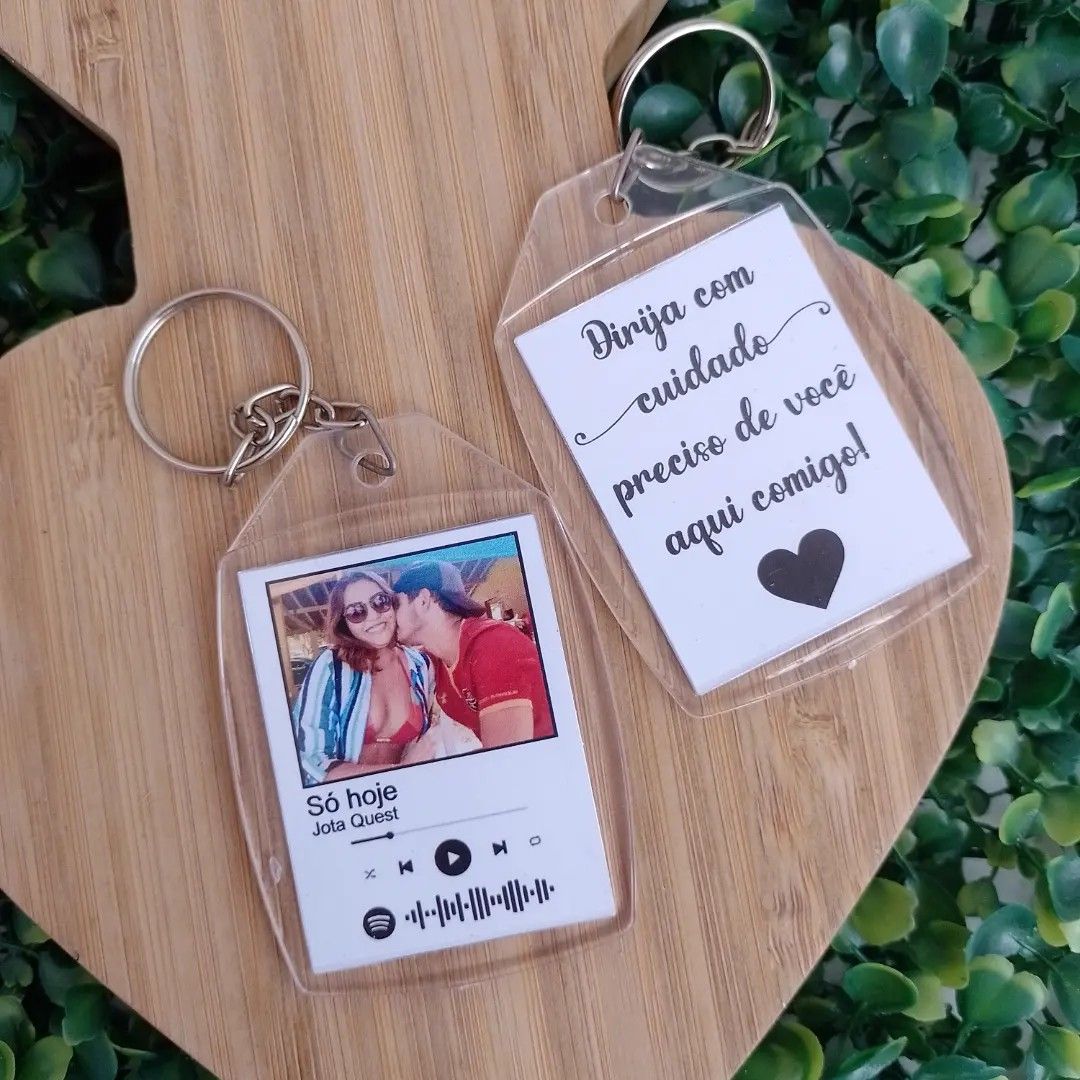 Dirija com
cuidado
preciso de você
aqui comigo!
Só hoje
Jota Quest